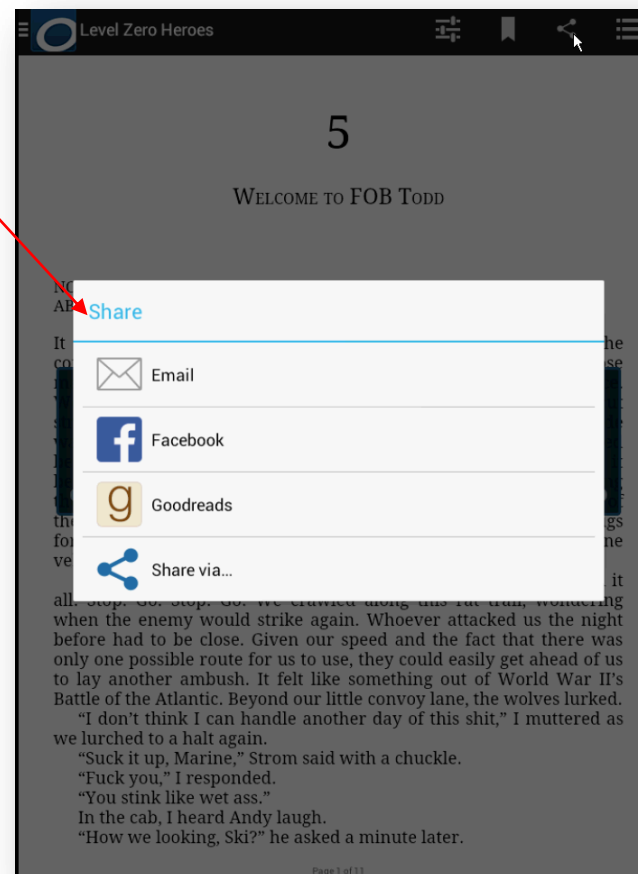 Level Zero Heroes
5
WELCOME TO FOB TODD
Share
Email
Facebook
Goodreads
Share via...
It he
all. Stop. Go. Stop. Go. We crawled along this rat trail, wondering
when the enemy would strike again. Whoever attacked us the night
before had to be close. Given our speed and the fact that there was
only one possible route for us to use, they could easily get ahead of us
to lay another ambush. It felt like something out of World War II’s
Battle of the Atlantic. Beyond our little convoy lane, the wolves lurked.
“I don’t think I can handle another day of this shit,” I muttered as
we lurched to a halt again.
“Suck it up, Marine,” Strom said with a chuckle.
“Fuck you,” I responded.
“You stink like wet ass.”
In the cab, I heard Andy laugh.
“How we looking, Ski?” he asked a minute later.
Page 1 of 11